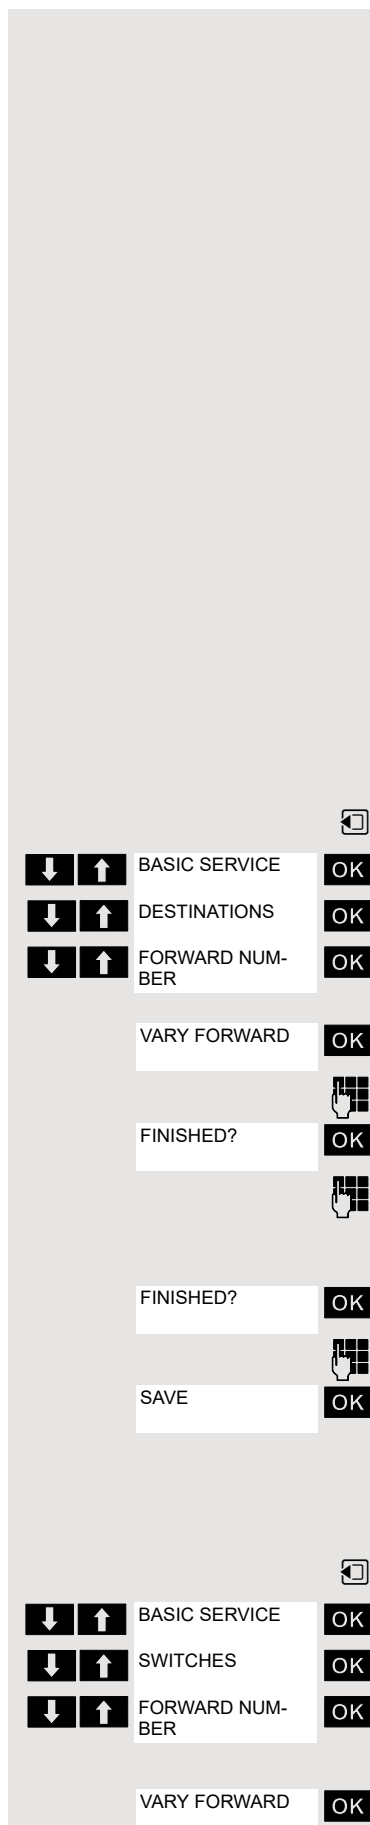 BASIC SERVICE OK
DESTINATIONS OK
FORWARD NUM- OK
BER
VARY FORWARD OK
FINISHED? OK
FINISHED? OK
SAVE OK
BASIC SERVICE OK
SWITCHES OK
FORWARD NUM- OK
BER
VARY FORWARD OK